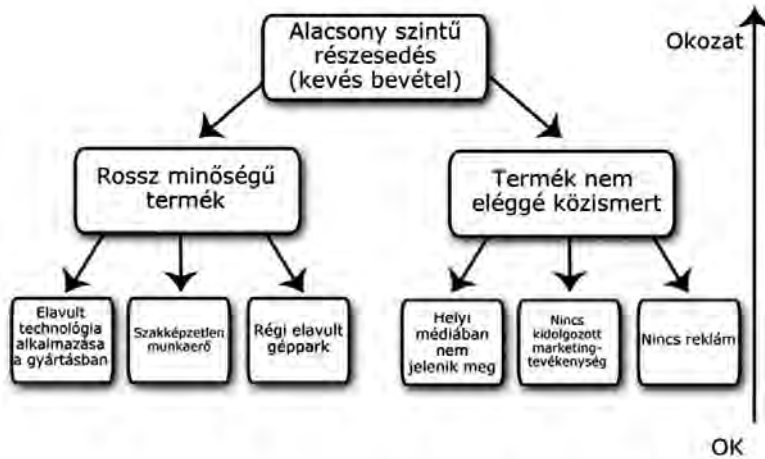 Alacsony szintű
részesedés
(kevés bevétel)
Okozat
Rossz minőségű
termék
Termék nem
eléggé közismert
Elavult
technológia
alkalmazása
a gyártásban
Szakképzetlen
munkaerő
Régi elavult
géppark
Helyi
médiában
nem
jelenik meg
Nincs
kidolgozott
marketing-
tevékenység
Nincs reklám
OK